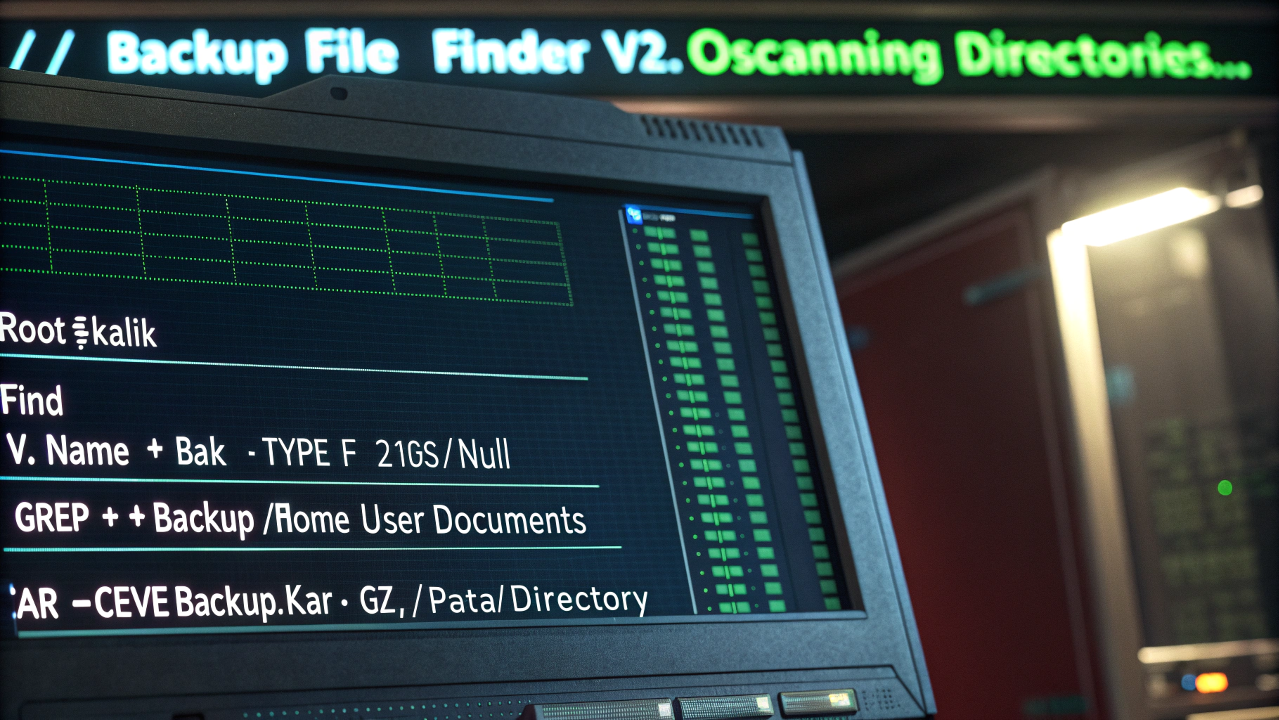 // Backup File Finder V2.Oscanning Directories...
Root kalik
Find
V. Name + Bak - TYPE F 21GS/Null
GREP + + Backup /Home User Documents
AR –CEVE Backup.Kar · GZ, /Pata/Directory